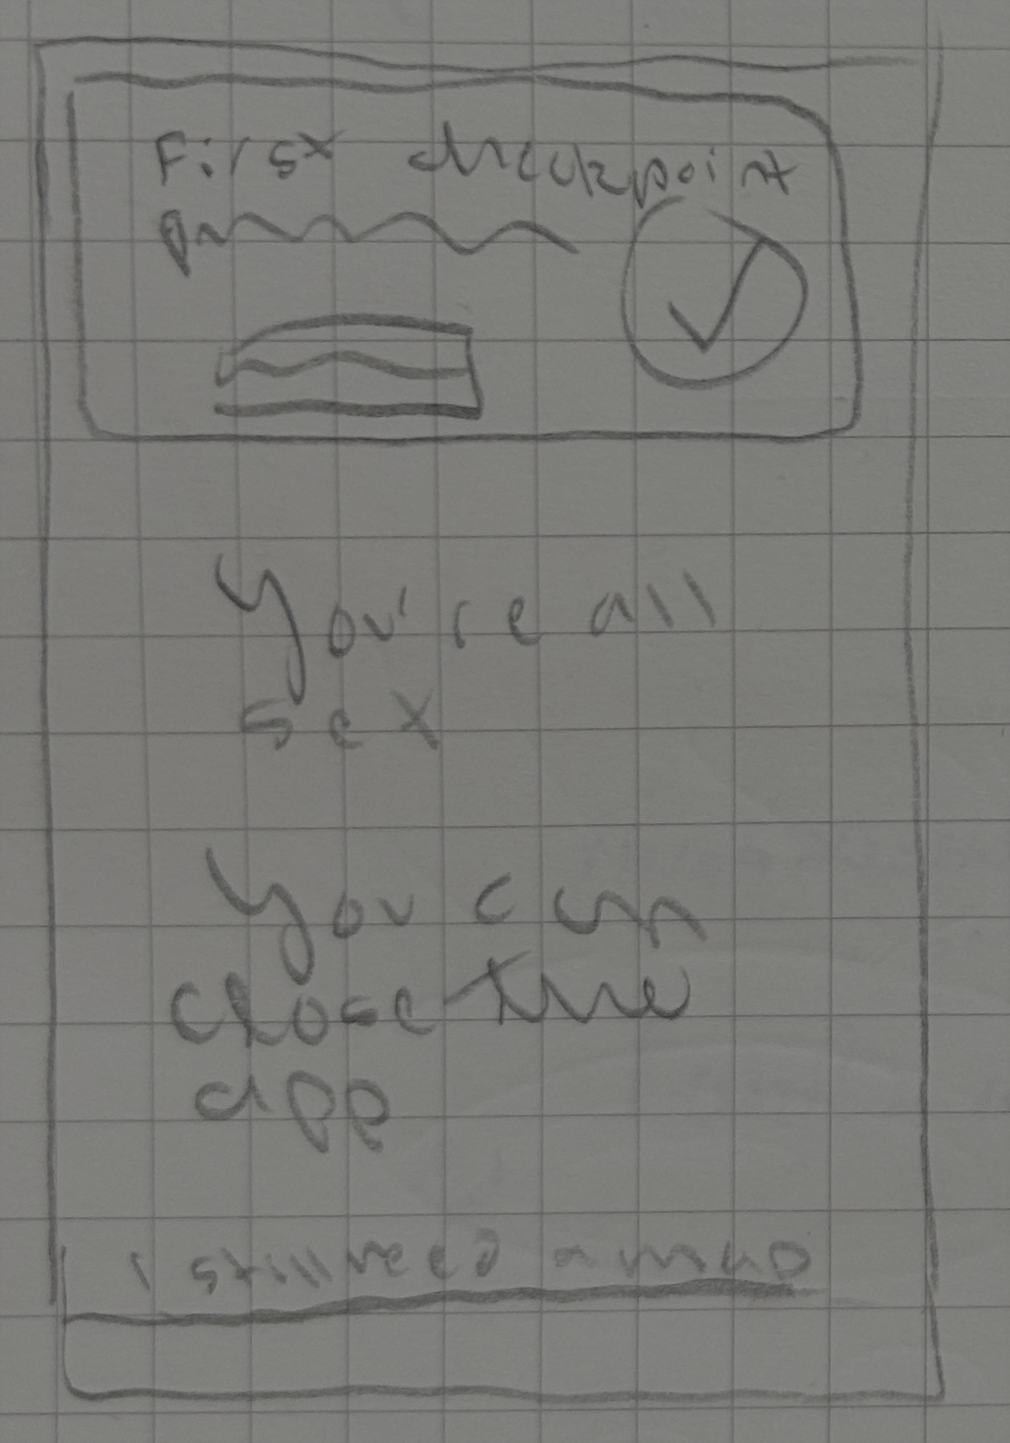 First checkpoint
You're all
set
You can
close the
app
I still need a map